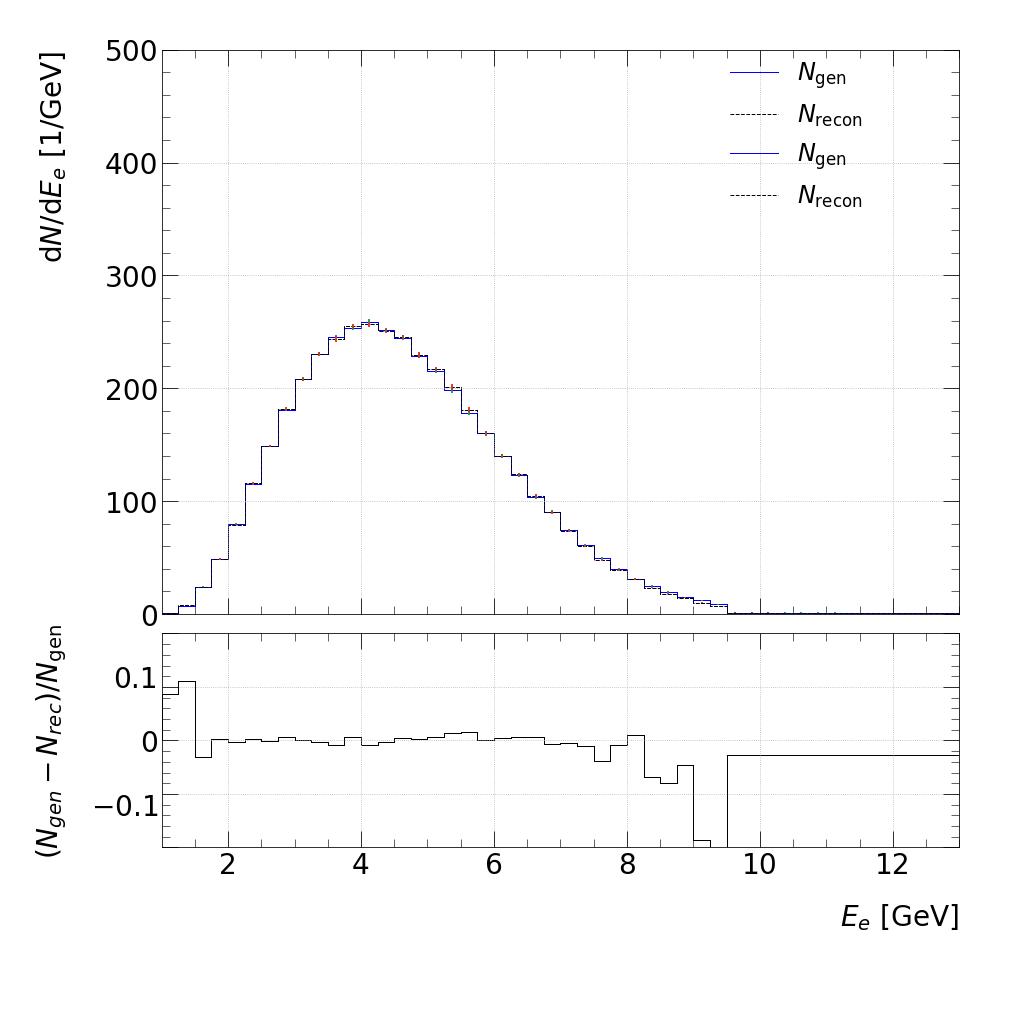 500
400
300
200
100
0
dN/dE_e [1/GeV]
N_gen
N_recon
N_gen
N_recon
0.1
0
−0.1
(N_gen − N_rec)/N_gen
2 4 6 8 10 12
E_e [GeV]